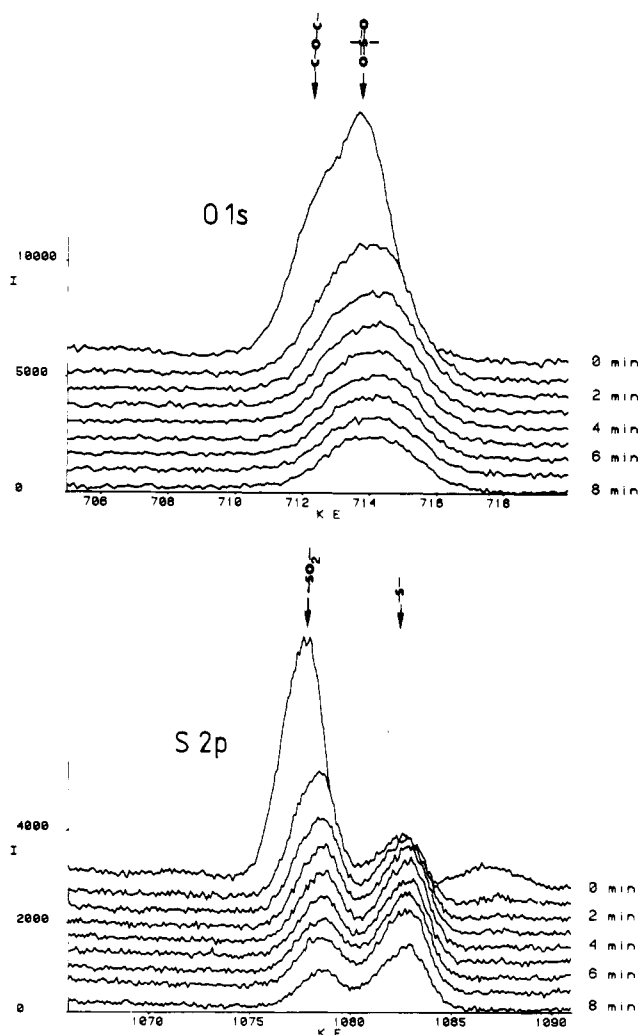 C-O-C
O=S=O
O 1s
10000
I
5000
0
0 min
2 min
4 min
6 min
8 min
706 708 710 712 714 716 718
K E
-SO2-
-S-
S 2p
4000
I
2000
0
0 min
2 min
4 min
6 min
8 min
1070 1075 1080 1085 1090
K E